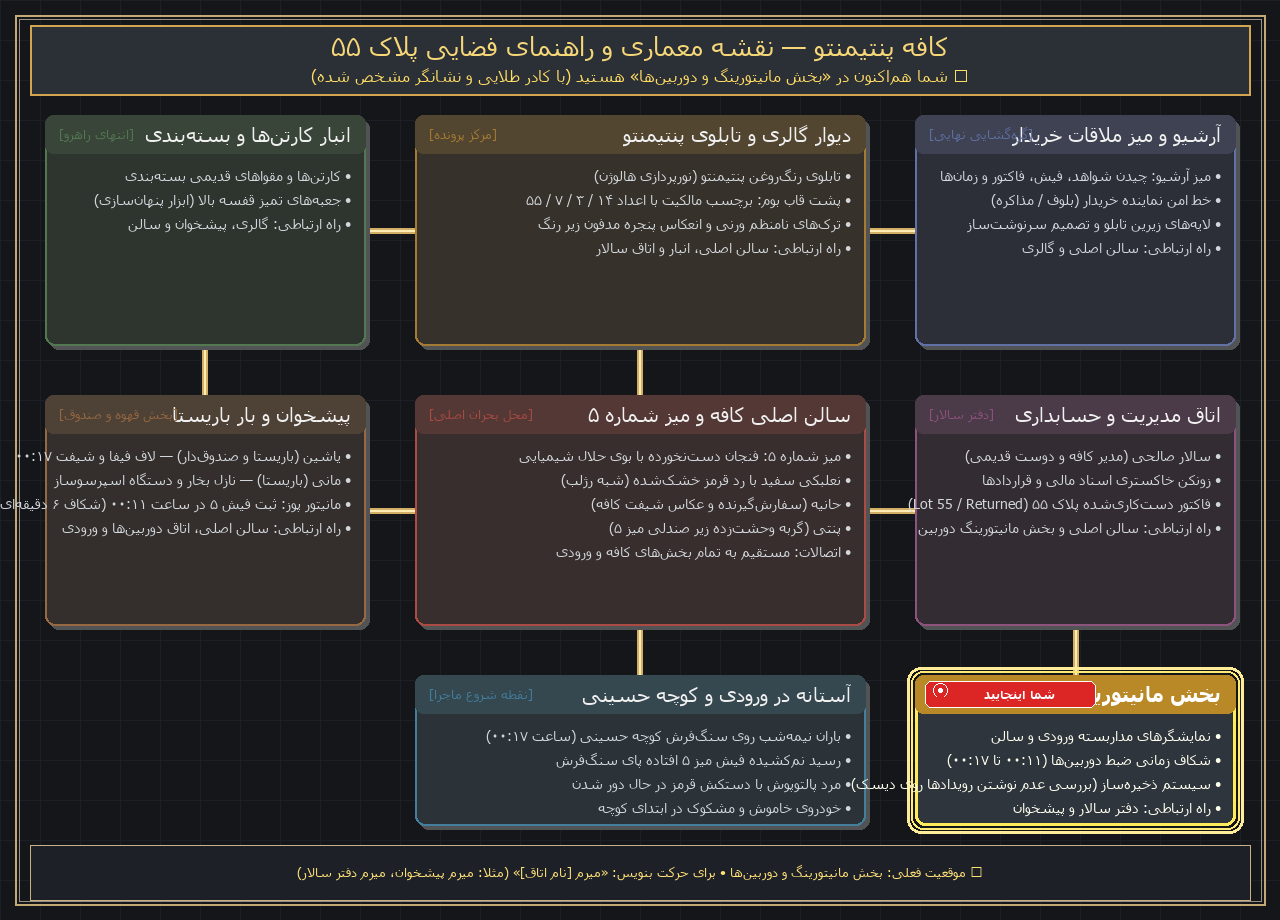 کافه پنتیمنتو — نقشه معماری و راهنمای فضایی پلاک ۵۵
شما هم‌اکنون در «بخش مانیتورینگ و دوربین‌ها» هستید (با کادر طلایی و نشانگر مشخص شده)
آرشیو و میز ملاقات خریدار
[گره‌گشایی نهایی]
• میز آرشیو: چیدن شواهد، فیش، فاکتور و زمان‌ها
• خط امن نماینده خریدار (بلوف / مذاکره)
• لایه‌های زیرین تابلو و تصمیم سرنوشت‌ساز
• راه ارتباطی: سالن اصلی و گالری
دیوار گالری و تابلوی پنتیمنتو
[مرکز پرونده]
• تابلوی رنگ‌روغن پنتیمنتو (نورپردازی هالوژن)
• پشت قاب بوم: برچسب مالکیت با اعداد ۱۴ / ۳ / ۷ / ۵۵
• ترک‌های نامنظم ورنی و انعکاس پنجره مدفون زیر رنگ
• راه ارتباطی: سالن اصلی، انبار و اتاق سالار
انبار کارتن‌ها و بسته‌بندی
[انتهای راهرو]
• کارتن‌ها و مقواهای قدیمی بسته‌بندی
• جعبه‌های تمیز قفسه بالا (ابزار پنهان‌سازی)
• راه ارتباطی: گالری، پیشخوان و سالن
اتاق مدیریت و حسابداری
[دفتر سالار]
• سالار صالحی (مدیر کافه و دوست قدیمی)
• زونکن خاکستری اسناد مالی و قراردادها
• فاکتور دست‌کاری‌شده پلاک ۵۵ (Lot 55 / Returned)
• راه ارتباطی: سالن اصلی و بخش مانیتورینگ دوربین
سالن اصلی کافه و میز شماره ۵
[محل بحران اصلی]
• میز شماره ۵: فنجان دست‌نخورده با بوی حلال شیمیایی
• نعلبکی سفید با رد قرمز خشک‌شده (شبه رژلب)
• حانیه (سفارش‌گیرنده و عکاس شیفت کافه)
• پنتی (گربه وحشت‌زده زیر صندلی میز ۵)
• اتصالات: مستقیم به تمام بخش‌های کافه و ورودی
پیشخوان و بار باریستا
[بخش قهوه و صندوق]
• یاشین (باریستا و صندوق‌دار) — لاف فیفا و شیفت ۰۰:۱۷
• مانی (باریستا) — نازل بخار و دستگاه اسپرسوساز
• مانیتور پوز: ثبت فیش ۵ در ساعت ۰۰:۱۱ (شکاف ۶ دقیقه‌ای
• راه ارتباطی: سالن اصلی، اتاق دوربین‌ها و ورودی
بخش مانیتورین
شما اینجایید
• نمایشگرهای مداربسته ورودی و سالن
• شکاف زمانی ضبط دوربین‌ها (۰۰:۱۱ تا ۰۰:۱۷)
• سیستم ذخیره‌ساز (بررسی عدم نوشتن رویدادها روی دیسک)
• راه ارتباطی: دفتر سالار و پیشخوان
آستانه در ورودی و کوچه حسینی
[نقطه شروع ماجرا]
• باران نیمه‌شب روی سنگ‌فرش کوچه حسینی (ساعت ۰۰:۱۷)
• رسید نم‌کشیده فیش میز ۵ افتاده پای سنگ‌فرش
• مرد پالتوپوش با دستکش قرمز در حال دور شدن
• خودروی خاموش و مشکوک در ابتدای کوچه
موقعیت فعلی: بخش مانیتورینگ و دوربین‌ها • برای حرکت بنویس: «میرم [نام اتاق]» (مثلا: میرم پیشخوان، میرم دفتر سالار)